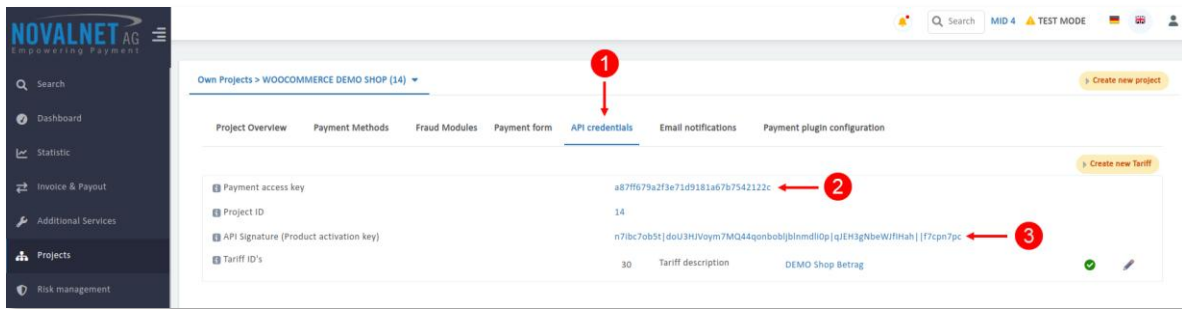 NOVALNET AG
Empowering Payment
Search
MID 4
TEST MODE
Search
Dashboard
Statistic
Invoice & Payout
Additional Services
Projects
Risk management
1
Own Projects > WOOCOMMERCE DEMO SHOP (14)
Create new project
Project Overview Payment Methods Fraud Modules Payment form API credentials Email notifications Payment plugin configuration
Create new Tariff
Payment access key a87ff679a2f3e71d9181a67b7542122c 2
Project ID 14
API Signature (Product activation key) n7ibc7ob5t|doU3HJVoym7MQ44qonbobljblnmdli0p|qJEH3gNbeWJfIHah||f7cpn7pc 3
Tariff ID's 30 Tariff description DEMO Shop Betrag